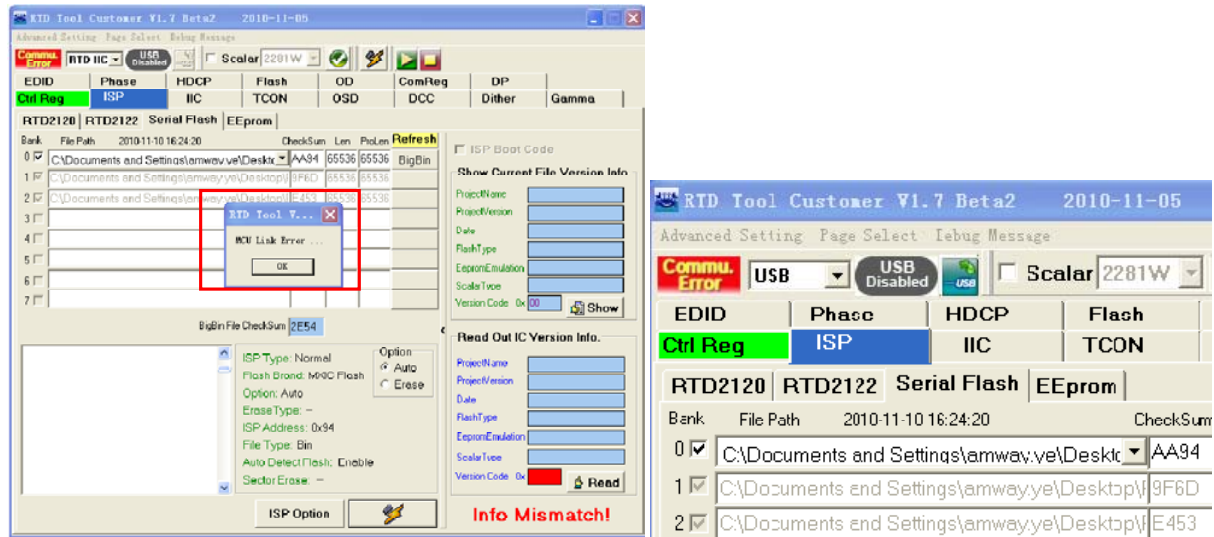 RTD Tool Customer V1.7 Beta2 2010-11-05
Advanced Setting Page Select Iebug Message
Commu. Error RTD IIC USB Disabled Scalar 2281W
EDID Phase HDCP Flash OD ComReg DP
Ctrl Reg ISP IIC TCON OSD DCC Dither Gamma
RTD2120 RTD2122 Serial Flash EEprom
Bank File Path 2010-11-10 16:24:20 CheckSum Len ProLen Refresh
0 C:\Documents and Settings\amway.ye\Deskto AA94 65536 65536 BigBin
1 C:\Documents and Settings\amway.ye\Desktop\ 9F6D 65536 65536
2 C:\Documents and Settings\amway.ye\Desktop\ E453 65536 65536
3
4
5
6
7
RTD Tool V...
MCU Link Error ...
OK
BigBin File CheckSum 2E54
ISP Type: Normal
Flash Brand: MXIC Flash
Option: Auto
Erase Type: -
ISP Address: 0x94
File Type: Bin
Auto Detect Flash: Enable
Sector Erase: -
Option
Auto
Erase
ISP Option
ISP Boot Code
Show Current File Version Info
ProjectName
ProjectVersion
Date
FlashType
EepromEmulation
ScalarType
Version Code 0x 00 Show
Read Out IC Version Info.
ProjectName
ProjectVersion
Date
FlashType
EepromEmulation
ScalarType
Version Code 0x Read
Info Mismatch!
RTD Tool Customer V1.7 Beta2 2010-11-05
Advanced Setting Page Select Iebug Message
Commu. Error USB USB Disabled USB Scalar 2281W
EDID Phase HDCP Flash
Ctrl Reg ISP IIC TCON
RTD2120 RTD2122 Serial Flash EEprom
Bank File Path 2010-11-10 16:24:20 CheckSum
0 C:\Documents and Settings\amway.ye\Deskto AA94
1 C:\Documents and Settings\amway.ye\Desktop\F 9F6D
2 C:\Documents and Settings\amway.ye\Desktop\F E453